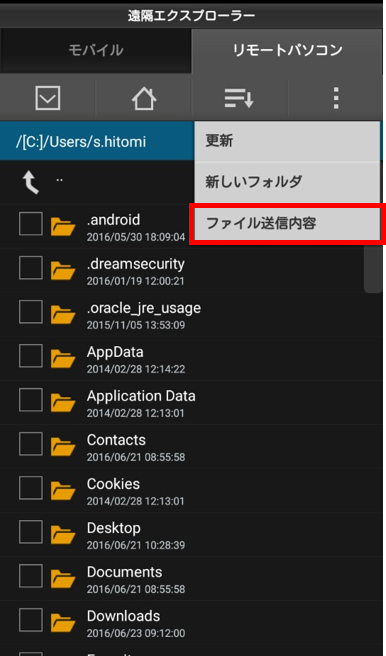 遠隔エクスプローラー
モバイル
リモートパソコン
/[C:]/Users/s.hitomi
更新
新しいフォルダ
ファイル送信内容
..
.android
2016/05/30 18:09:04
.dreamsecurity
2016/01/19 12:00:21
.oracle_jre_usage
2015/11/05 13:53:09
AppData
2014/02/28 12:14:22
Application Data
2014/02/28 12:13:01
Contacts
2016/06/21 08:55:58
Cookies
2014/02/28 12:13:01
Desktop
2016/06/21 10:28:39
Documents
2016/06/21 08:55:58
Downloads
2016/06/23 09:12:00